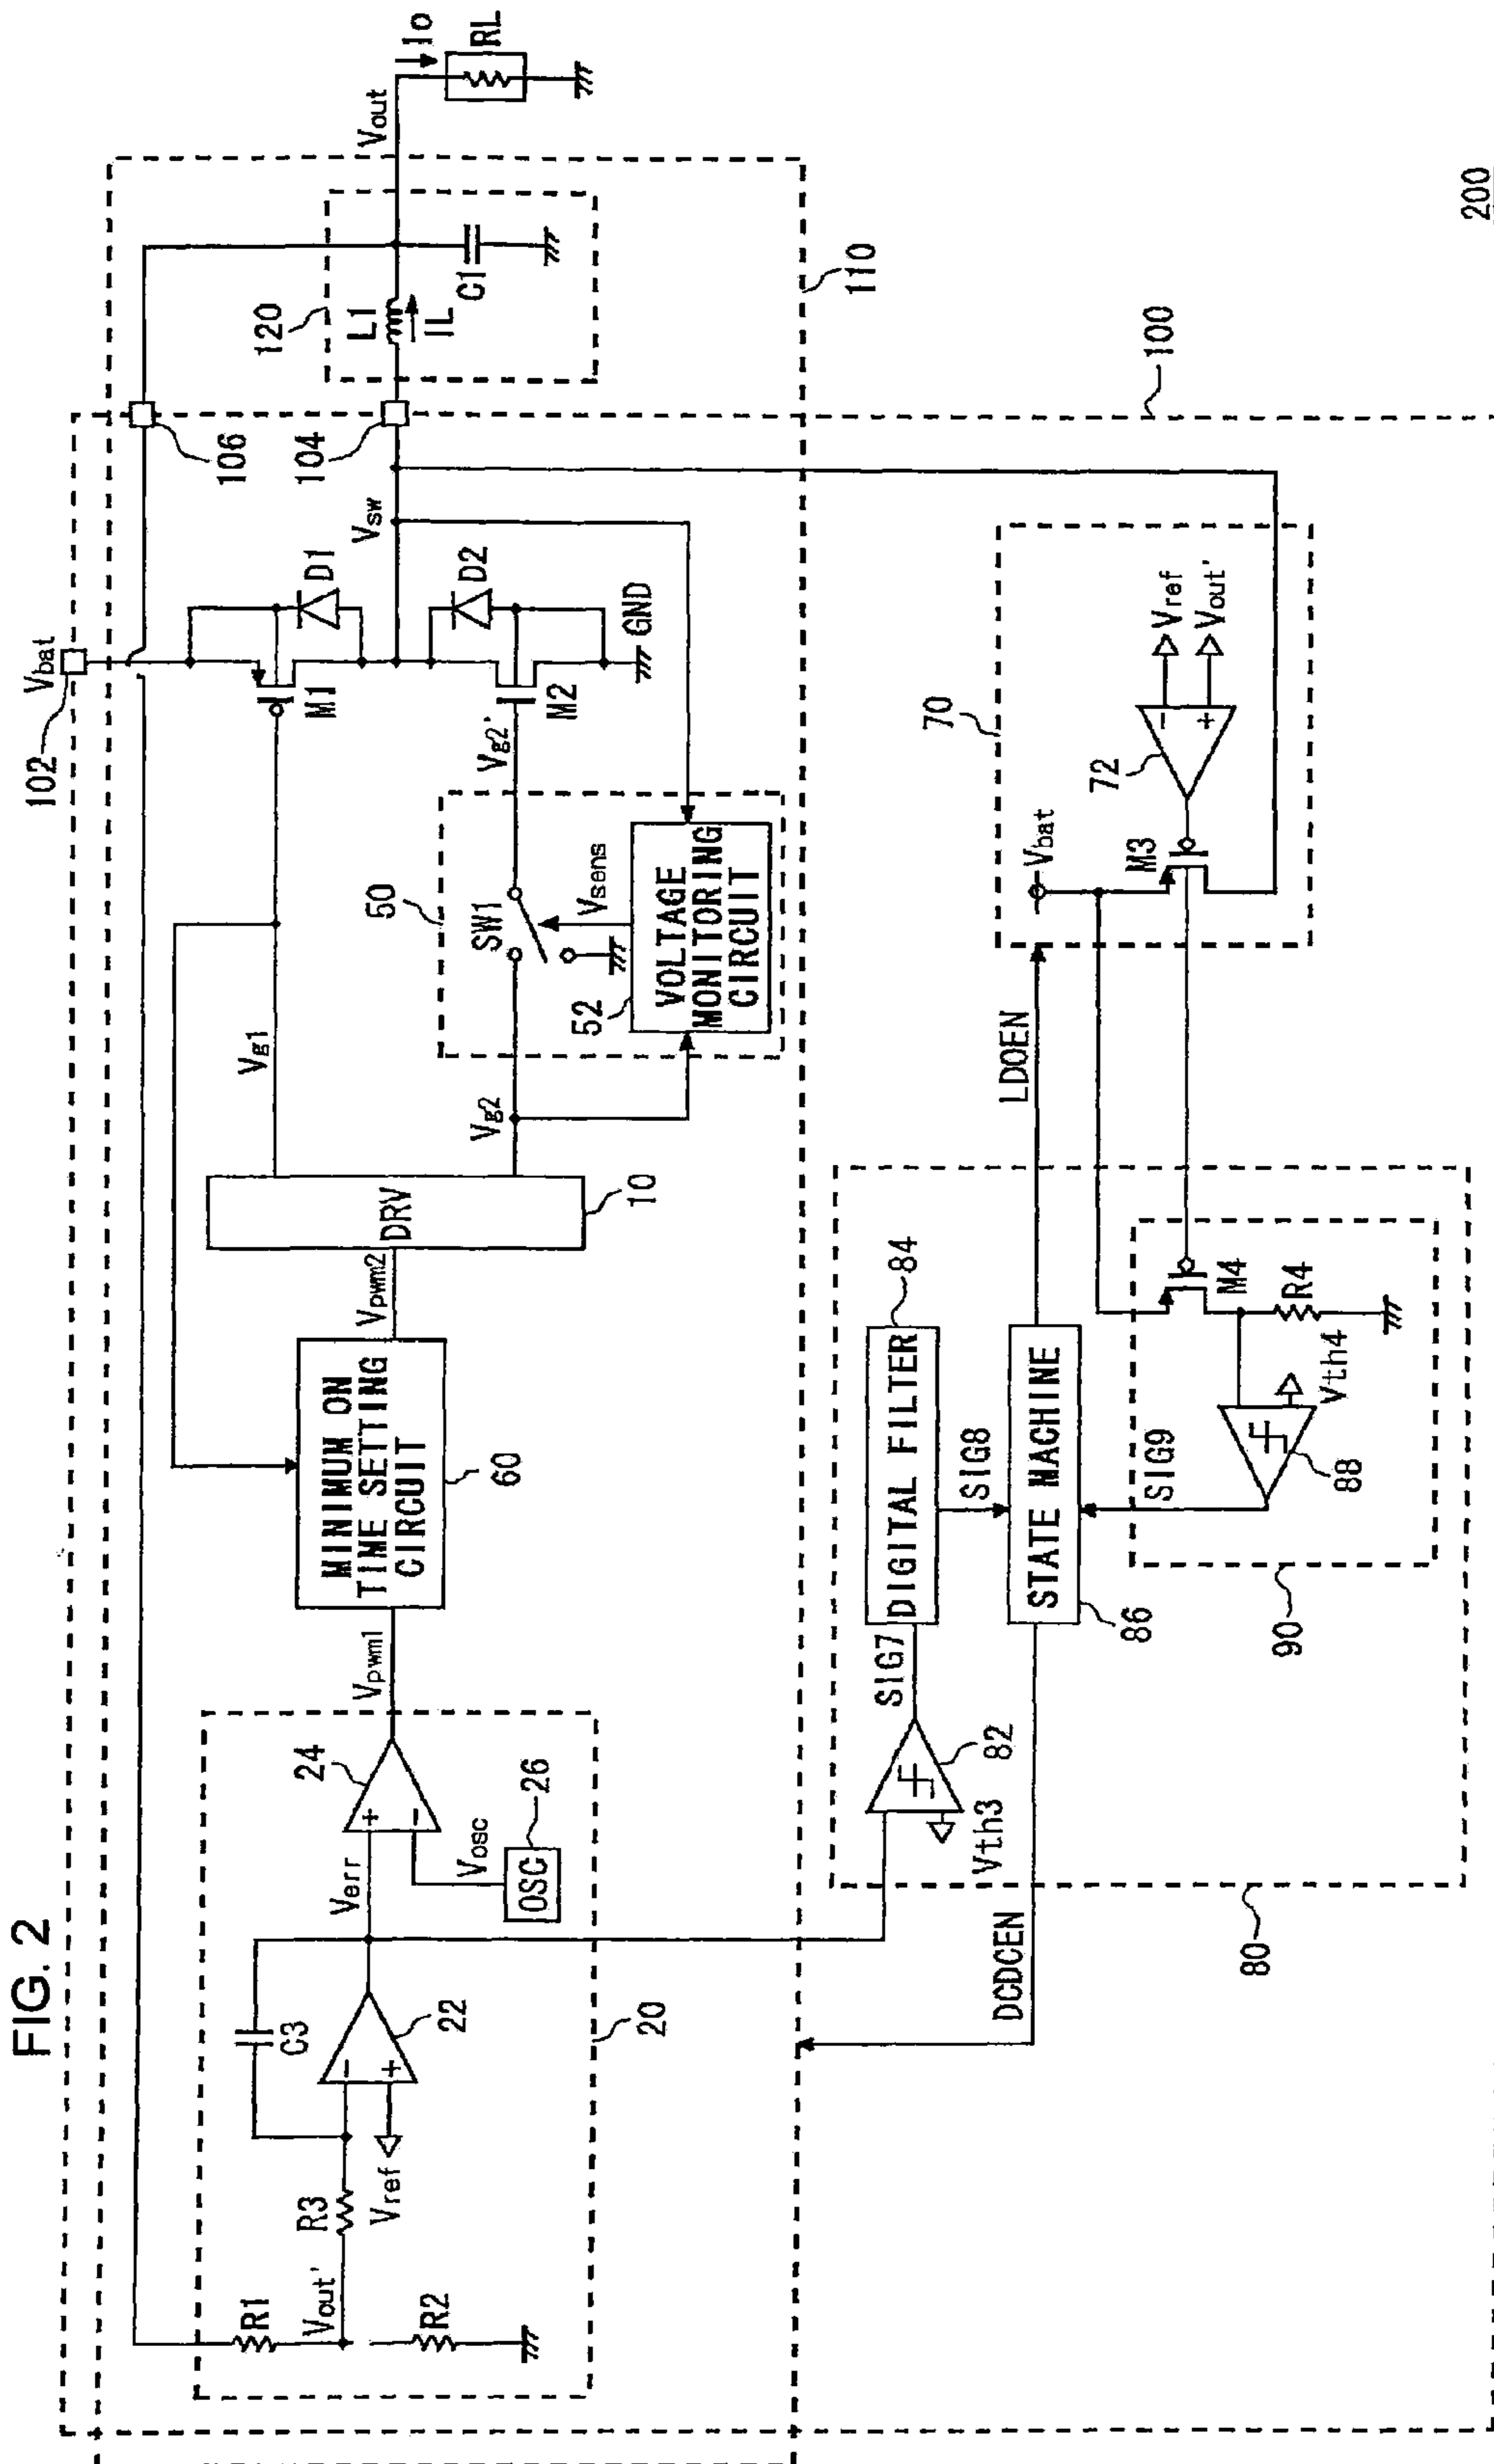 FIG. 2
200
100
110
120
102
Vbat
106
104
Vout
Io
RL
L1
IL
C1
Vsw
D1
M1
D2
M2
GND
Vg1
Vg2
Vg2'
50
SW1
Vsens
52
VOLTAGE
MONITORING
CIRCUIT
DRV
10
Vpwm2
MINIMUM ON
TIME SETTING
CIRCUIT
60
Vpwm1
20
24
+
−
Verr
Vosc
OSC
26
C3
22
−
+
Vref
R3
Vout'
R1
R2
70
Vbat
M3
72
−
+
Vref
Vout'
LDOEN
80
82
Vth3
SIG7
DIGITAL FILTER
84
SIG8
STATE MACHINE
86
DCDCEN
SIG9
90
88
Vth4
M4
R4